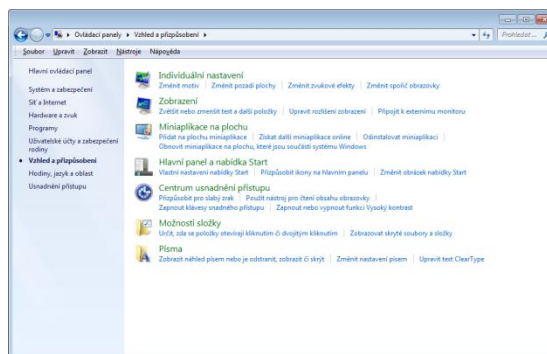 Ovládací panely ▸ Vzhled a přizpůsobení ▸
Prohledat ...
Soubor Upravit Zobrazit Nástroje Nápověda
Hlavní ovládací panel
Systém a zabezpečení
Síť a Internet
Hardware a zvuk
Programy
Uživatelské účty a zabezpečení
rodiny
Vzhled a přizpůsobení
Hodiny, jazyk a oblast
Usnadnění přístupu
Individuální nastavení
Změnit motiv Změnit pozadí plochy Změnit zvukové efekty Změnit spořič obrazovky
Zobrazení
Zvětšit nebo zmenšit text a další položky Upravit rozlišení zobrazení Připojit k externímu monitoru
Miniaplikace na plochu
Přidat na plochu miniaplikace Získat další miniaplikace online Odinstalovat miniaplikaci
Obnovit miniaplikace na plochu, které jsou součástí systému Windows
Hlavní panel a nabídka Start
Vlastní nastavení nabídky Start Přizpůsobit ikony na hlavním panelu Změnit obrázek nabídky Start
Centrum usnadnění přístupu
Přizpůsobit pro slabý zrak Použít nástroj pro čtení obsahu obrazovky
Zapnout klávesy snadného přístupu Zapnout nebo vypnout funkci Vysoký kontrast
Možnosti složky
Určit, zda se položky otevírají kliknutím či dvojitým kliknutím Zobrazovat skryté soubory a složky
Písma
Zobrazit náhled písem nebo je odstranit, zobrazit či skrýt Změnit nastavení písem Upravit text ClearType